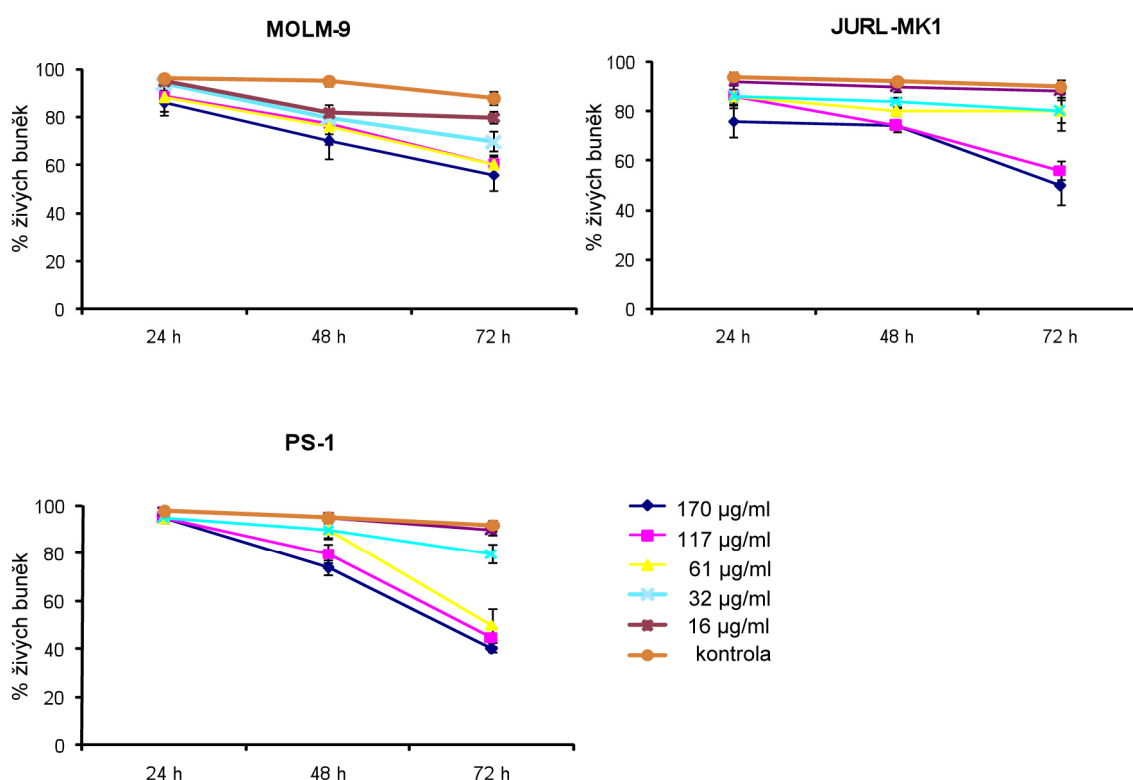 MOLM-9
% živých buněk
100
80
60
40
20
0
24 h 48 h 72 h
JURL-MK1
% živých buněk
100
80
60
40
20
0
24 h 48 h 72 h
PS-1
% živých buněk
100
80
60
40
20
0
24 h 48 h 72 h
170 µg/ml
117 µg/ml
61 µg/ml
32 µg/ml
16 µg/ml
kontrola